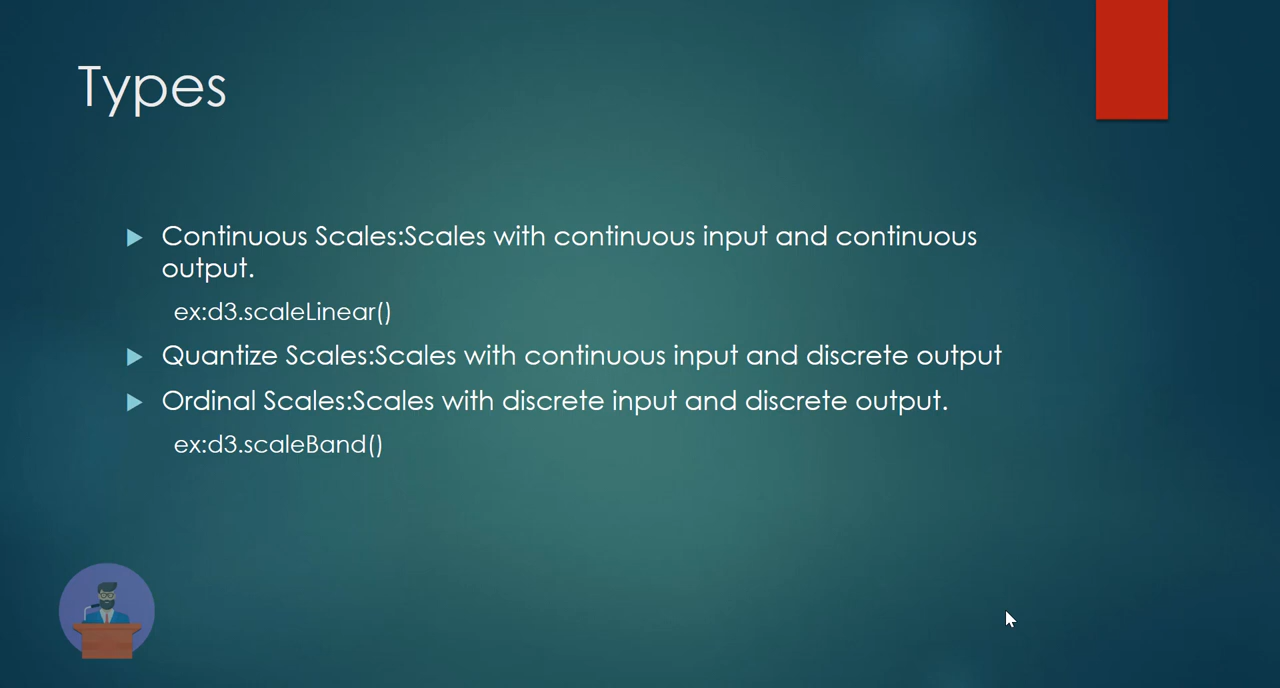 Types
Continuous Scales:Scales with continuous input and continuous
output.
ex:d3.scaleLinear()
Quantize Scales:Scales with continuous input and discrete output
Ordinal Scales:Scales with discrete input and discrete output.
ex:d3.scaleBand()